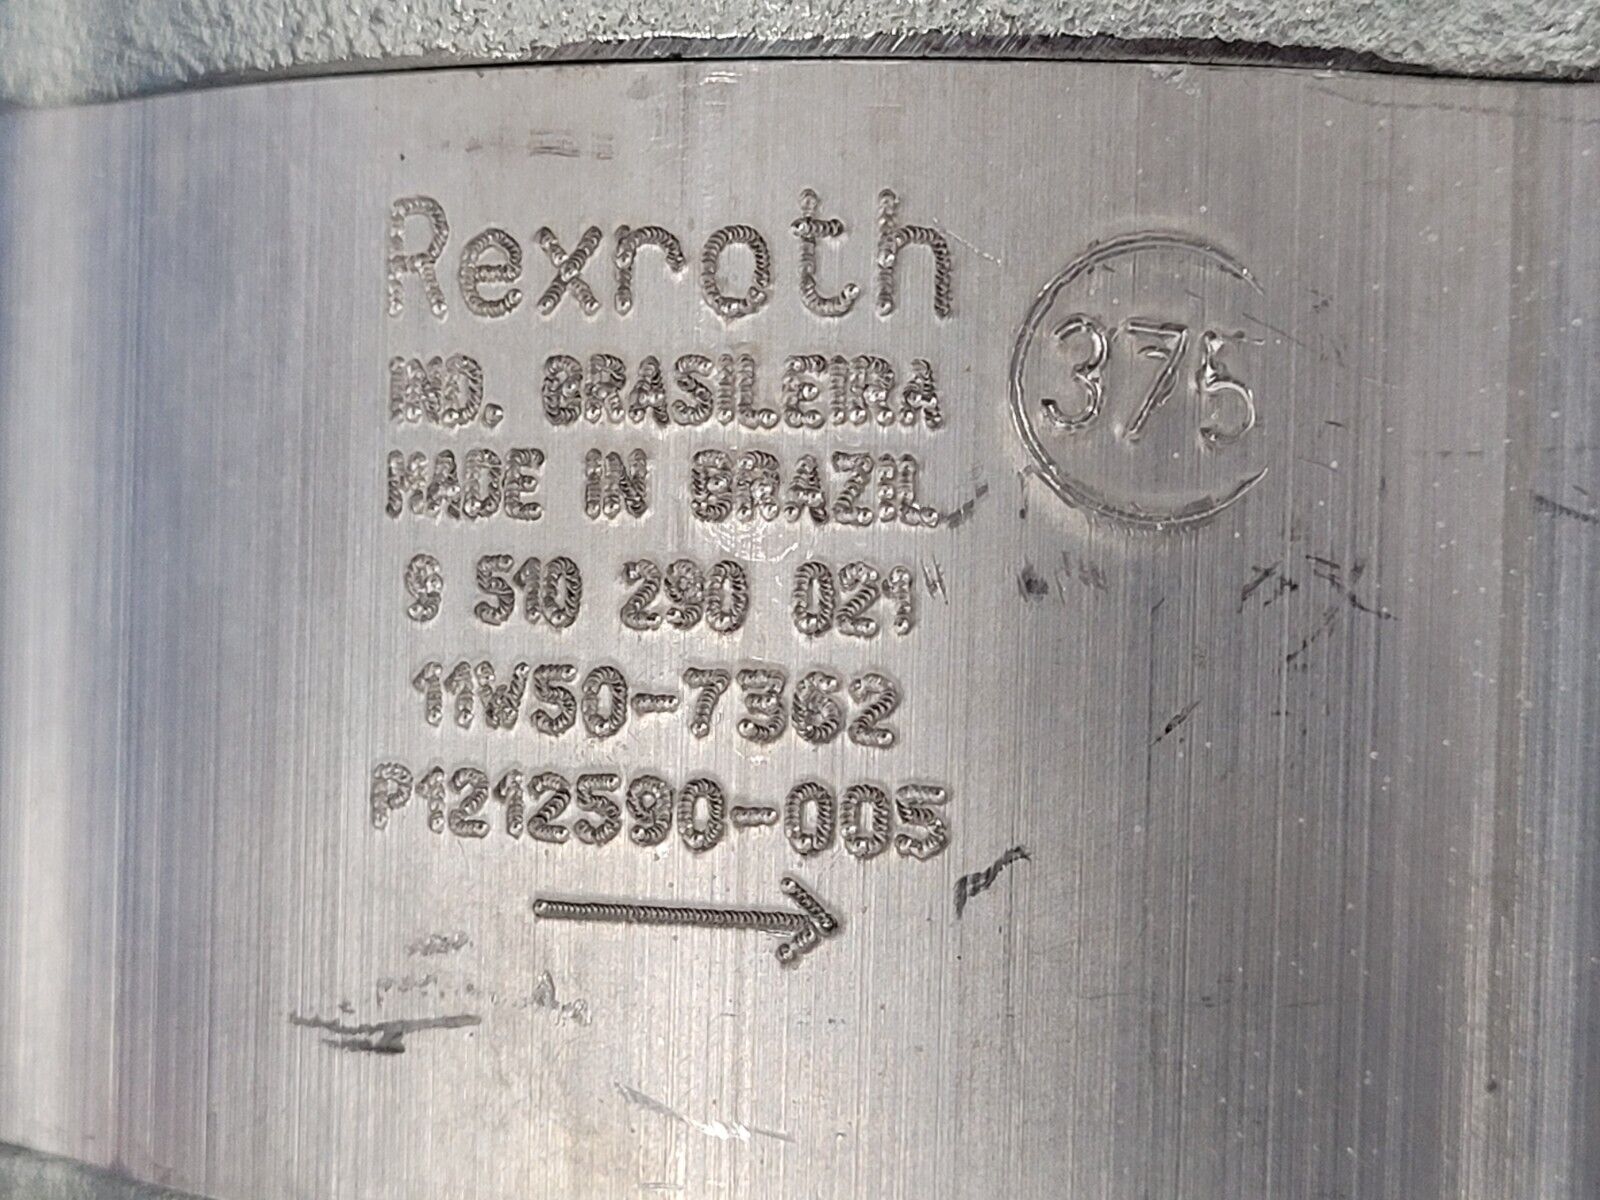 Rexroth
IND. BRASILEIRA
MADE IN BRAZIL
9 510 290 021
11W50-7362
P1212590-005
375